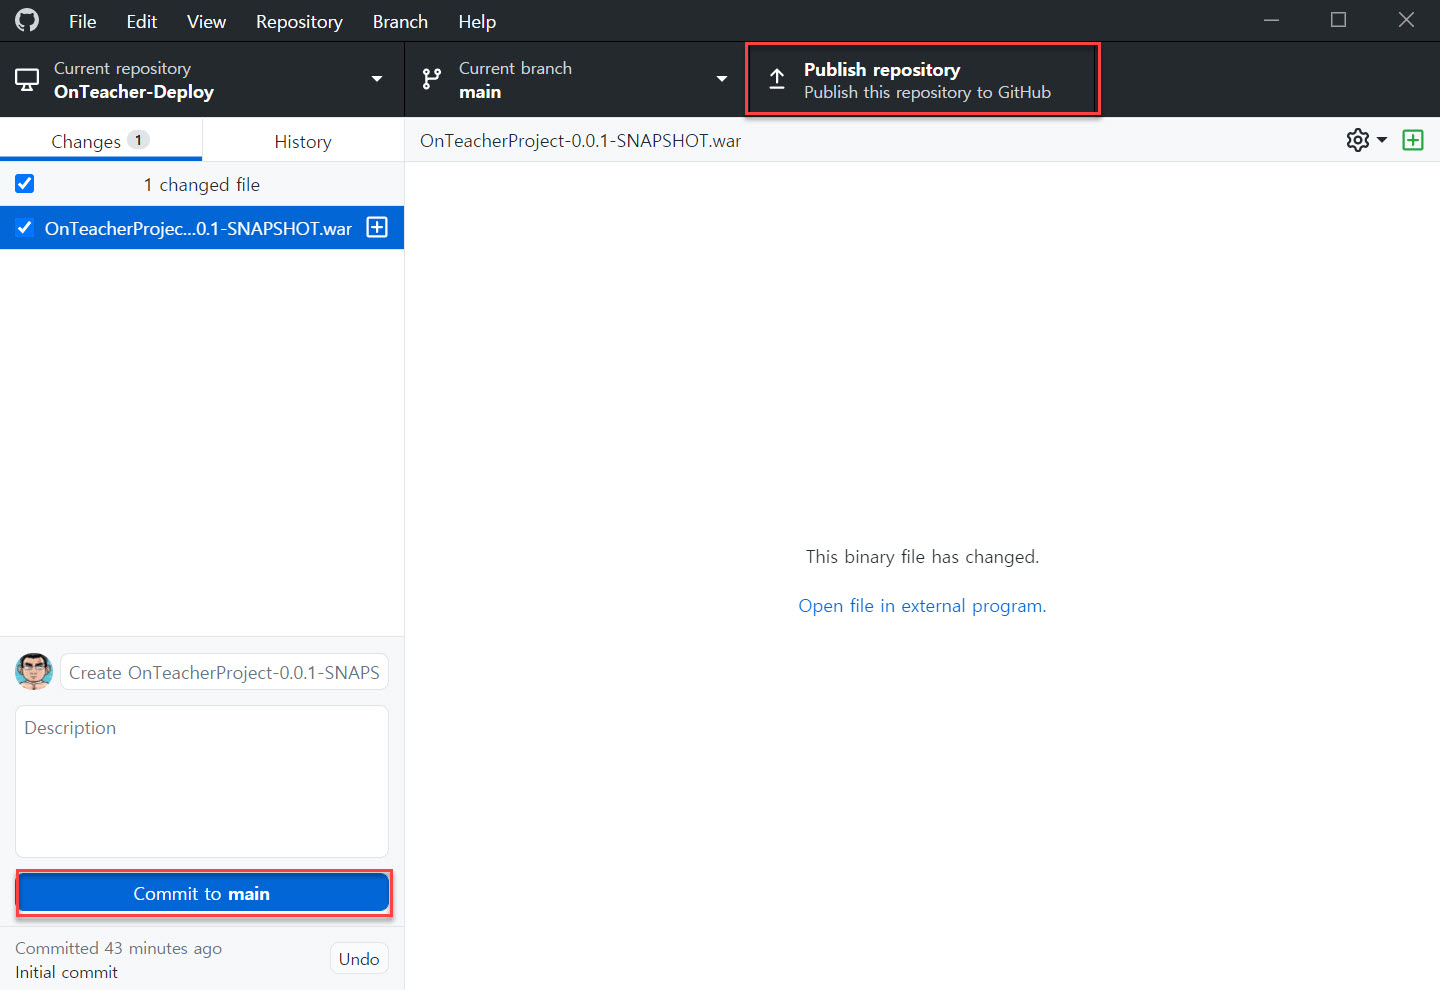 File Edit View Repository Branch Help
Current repository
OnTeacher-Deploy
Current branch
main
Publish repository
Publish this repository to GitHub
Changes 1
History
OnTeacherProject-0.0.1-SNAPSHOT.war
1 changed file
OnTeacherProjec...0.1-SNAPSHOT.war
This binary file has changed.
Open file in external program.
Create OnTeacherProject-0.0.1-SNAPS
Description
Commit to main
Committed 43 minutes ago
Initial commit
Undo